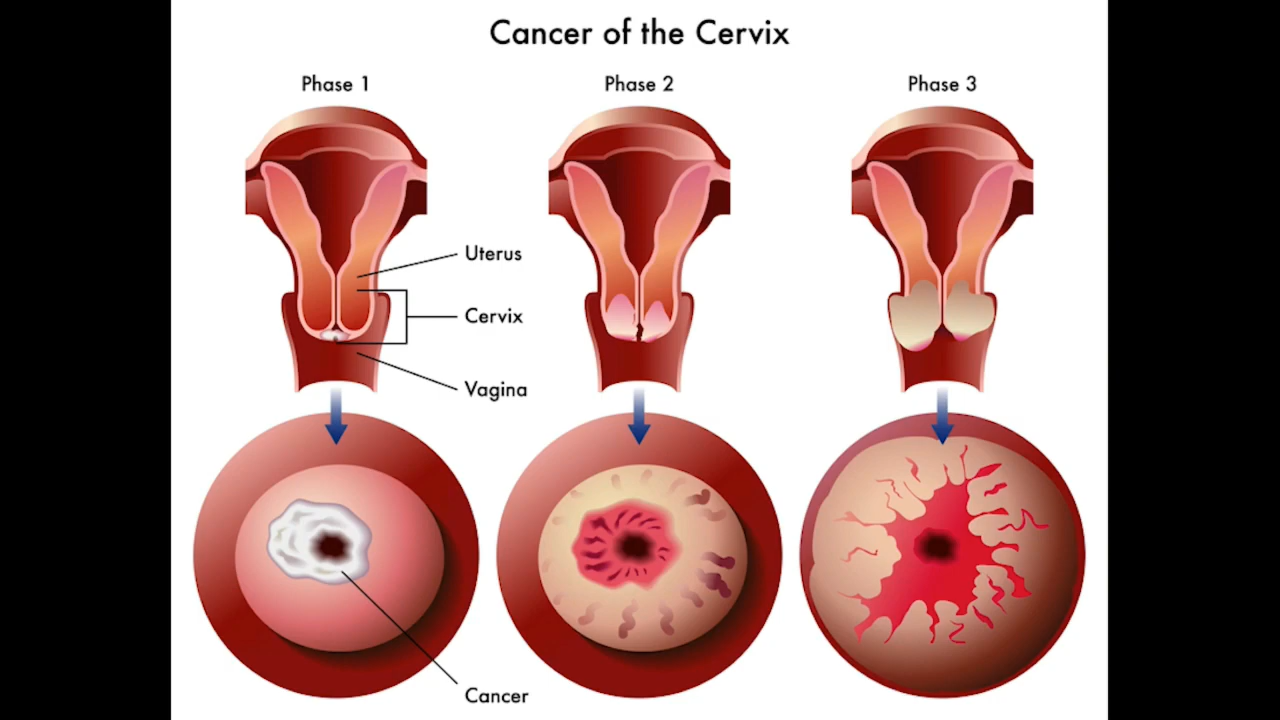 Cancer of the Cervix
Phase 1
Phase 2
Phase 3
Uterus
Cervix
Vagina
Cancer